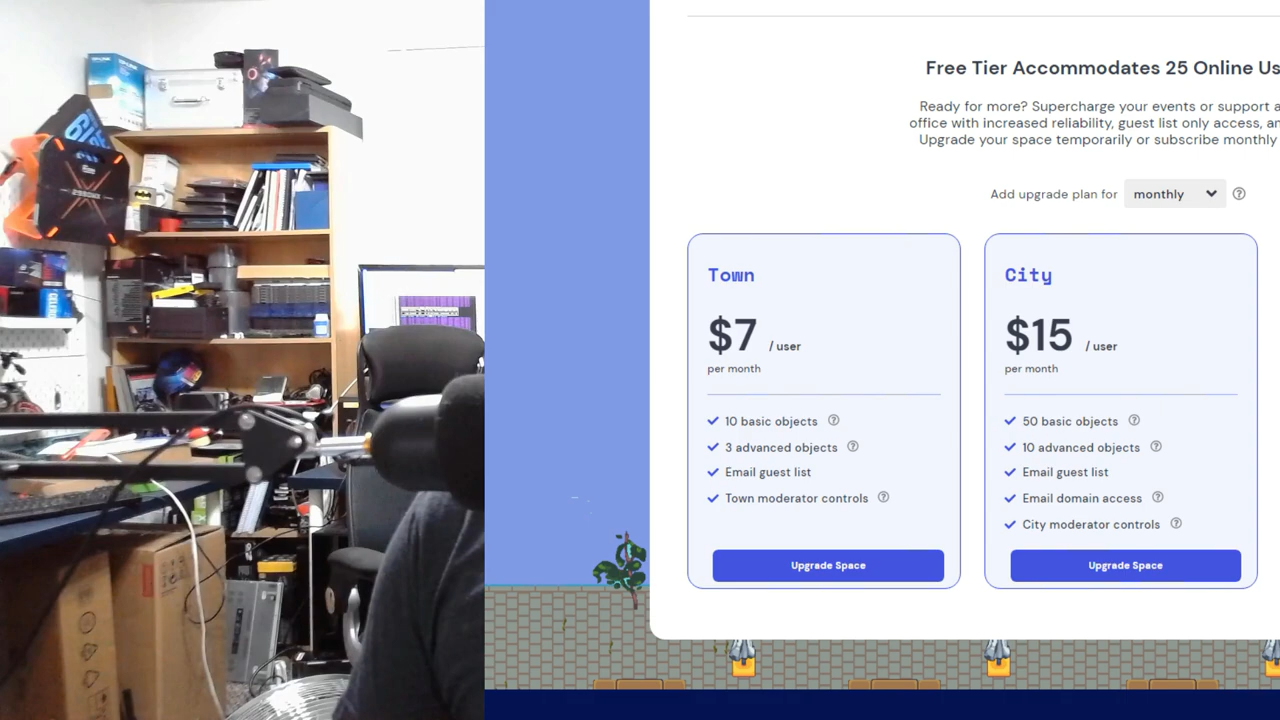 Free Tier Accommodates 25 Online Us
Ready for more? Supercharge your events or support a
office with increased reliability, guest list only access, an
Upgrade your space temporarily or subscribe monthly
Add upgrade plan for monthly
Town
$7 / user
per month
10 basic objects
3 advanced objects
Email guest list
Town moderator controls
Upgrade Space
City
$15 / user
per month
50 basic objects
10 advanced objects
Email guest list
Email domain access
City moderator controls
Upgrade Space